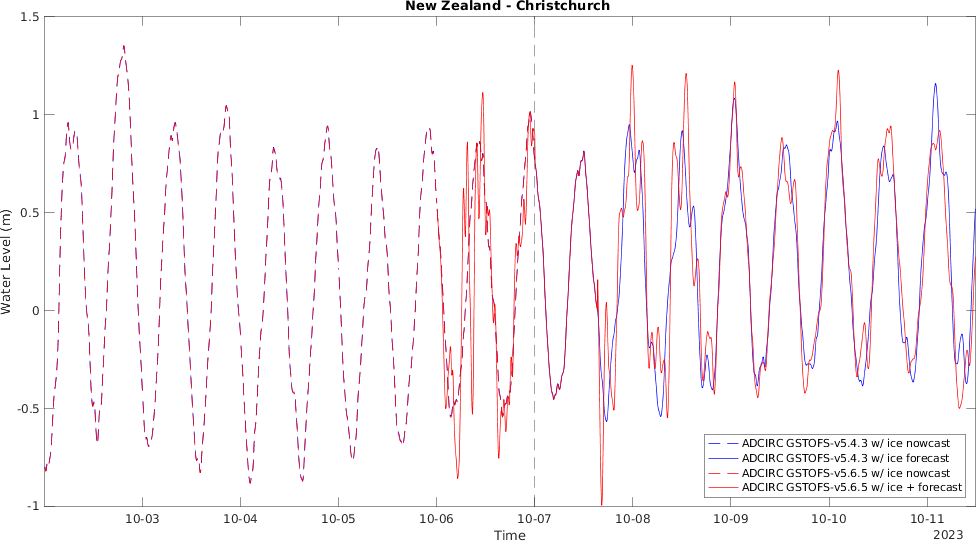 New Zealand - Christchurch
1.5
1
0.5
0
-0.5
-1
Water Level (m)
ADCIRC GSTOFS-v5.4.3 w/ ice nowcast
ADCIRC GSTOFS-v5.4.3 w/ ice forecast
ADCIRC GSTOFS-v5.6.5 w/ ice nowcast
ADCIRC GSTOFS-v5.6.5 w/ ice + forecast
10-03 10-04 10-05 10-06 10-07 10-08 10-09 10-10 10-11
Time
2023